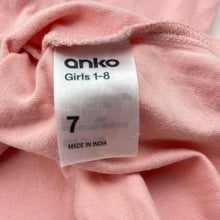 anko
Girls 1-8
7
MADE IN INDIA